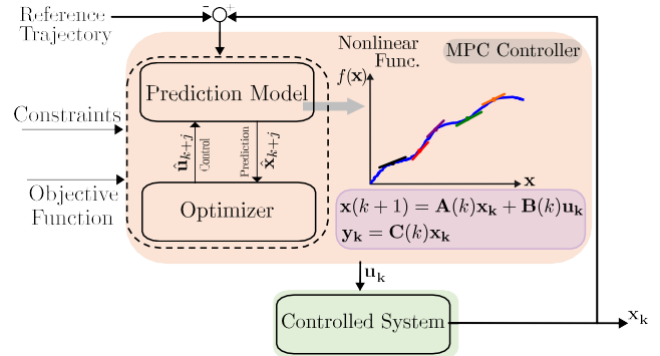 Reference
Trajectory
- +
Nonlinear
Func.
MPC Controller
f(x)
Prediction Model
Constraints
û_{k+j}
Control
Prediction
x̂_{k+j}
x
Objective
Function
Optimizer
x(k + 1) = A(k)x_k + B(k)u_k
y_k = C(k)x_k
u_k
Controlled System
x_k